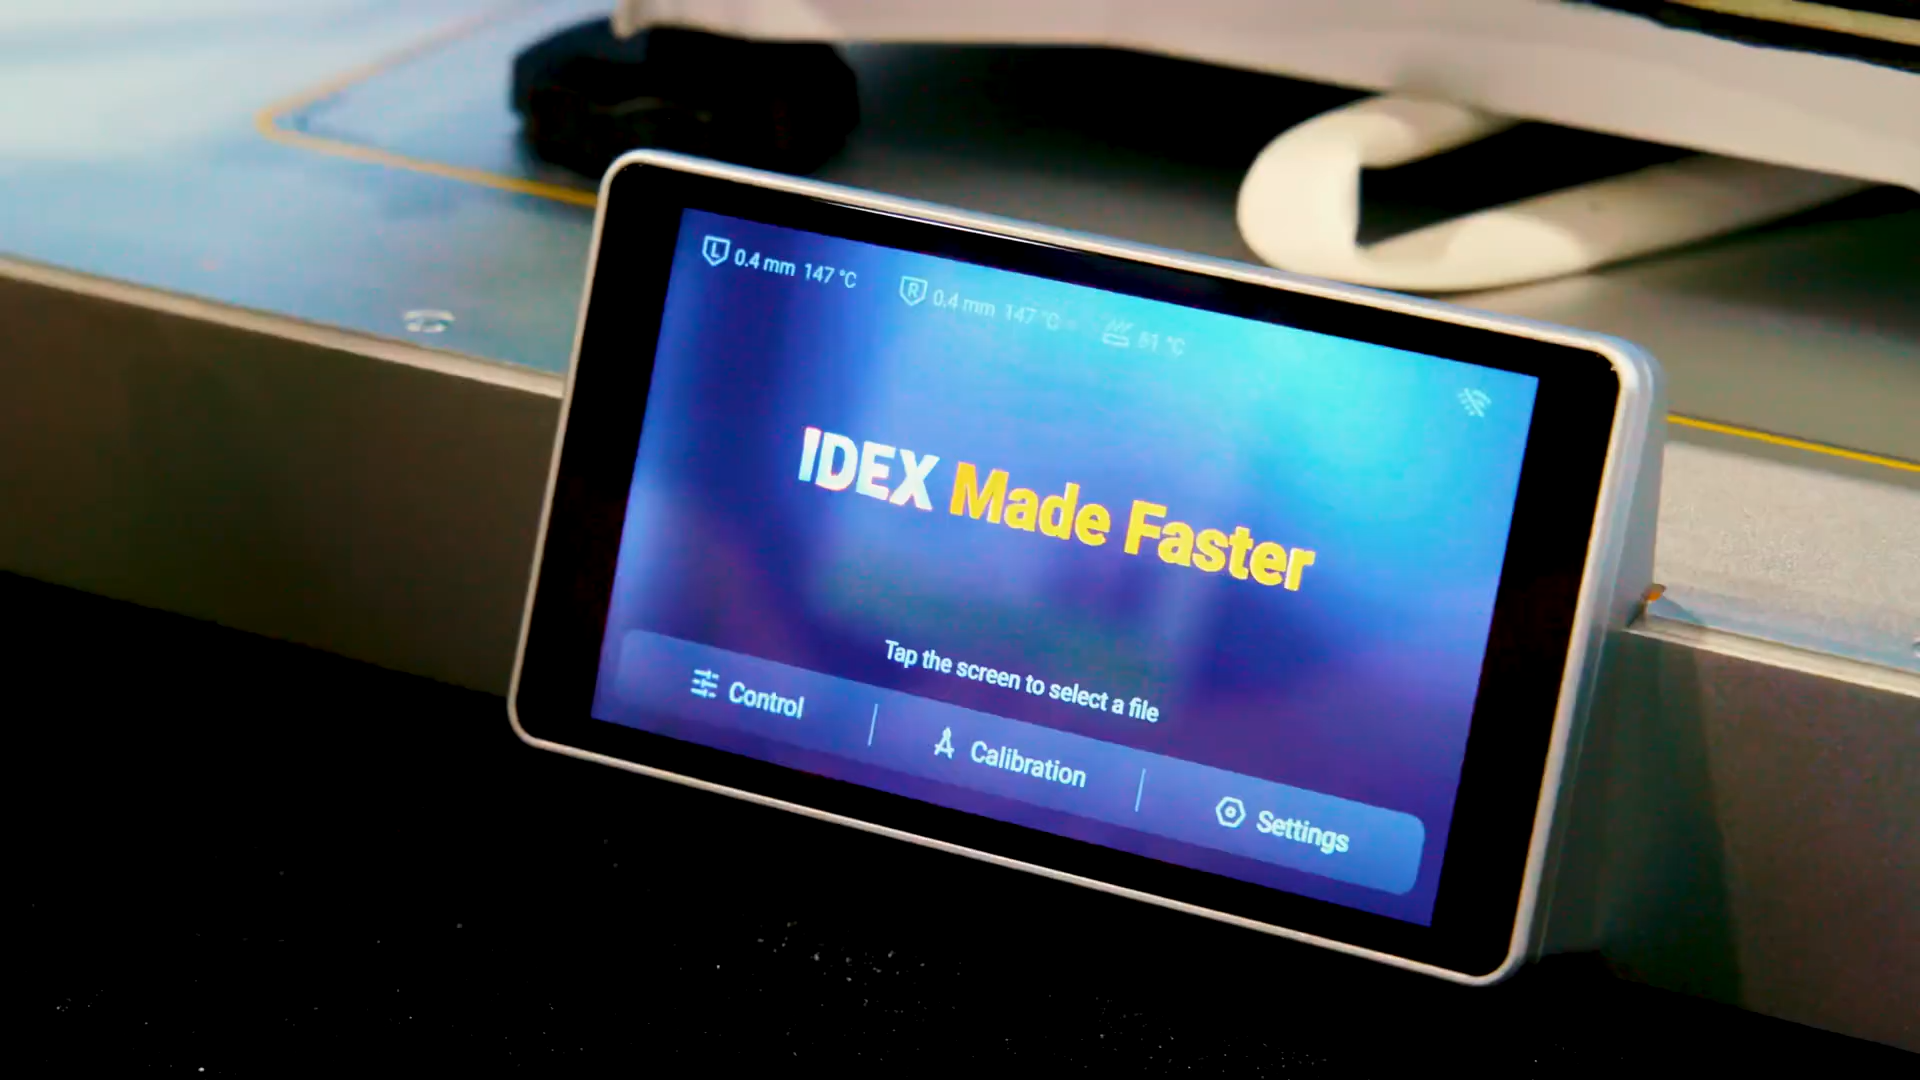 L 0.4 mm 147 °C R 0.4 mm 147 °C 61 °C
IDEX Made Faster
Tap the screen to select a file
Control Calibration Settings